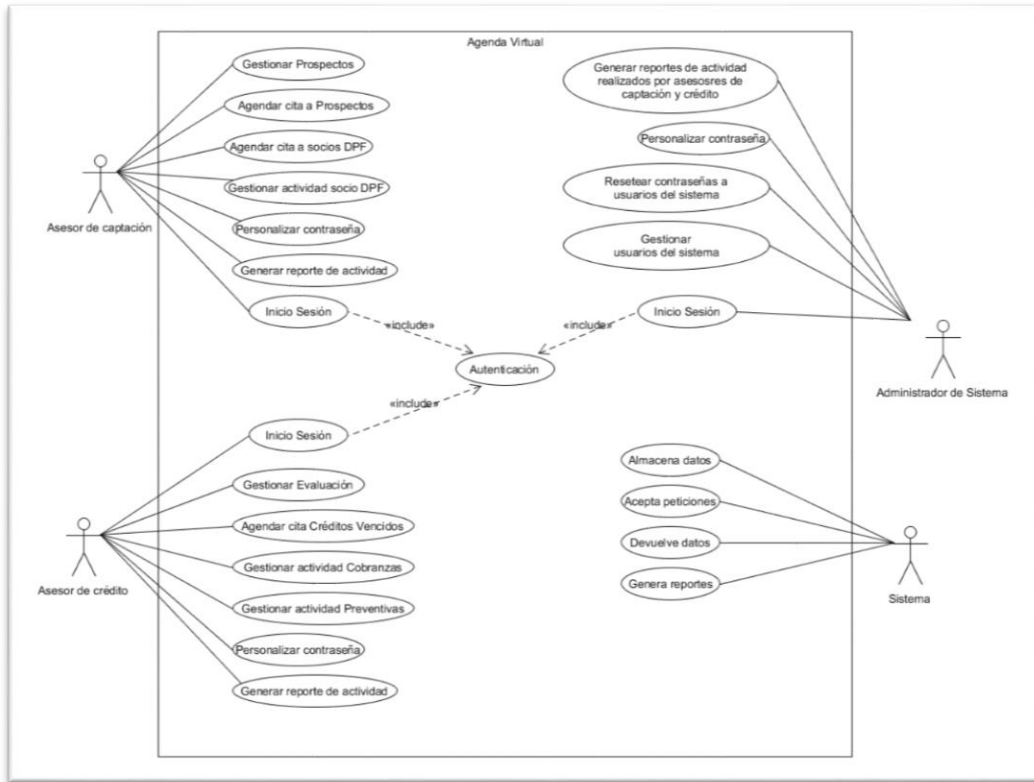 Agenda Virtual
Gestionar Prospectos
Agendar cita a Prospectos
Agendar cita a socios DPF
Gestionar actividad socio DPF
Personalizar contraseña
Generar reporte de actividad
Inicio Sesión
Asesor de captación
Generar reportes de actividad
realizados por asesosres de
captación y crédito
Personalizar contraseña
Resetear contraseñas a
usuarios del sistema
Gestionar
usuarios del sistema
Inicio Sesión
Administrador de Sistema
«include»
«include»
Autenticación
«include»
Inicio Sesión
Gestionar Evaluación
Agendar cita Créditos Vencidos
Gestionar actividad Cobranzas
Gestionar actividad Preventivas
Personalizar contraseña
Generar reporte de actividad
Asesor de crédito
Almacena datos
Acepta peticiones
Devuelve datos
Genera reportes
Sistema